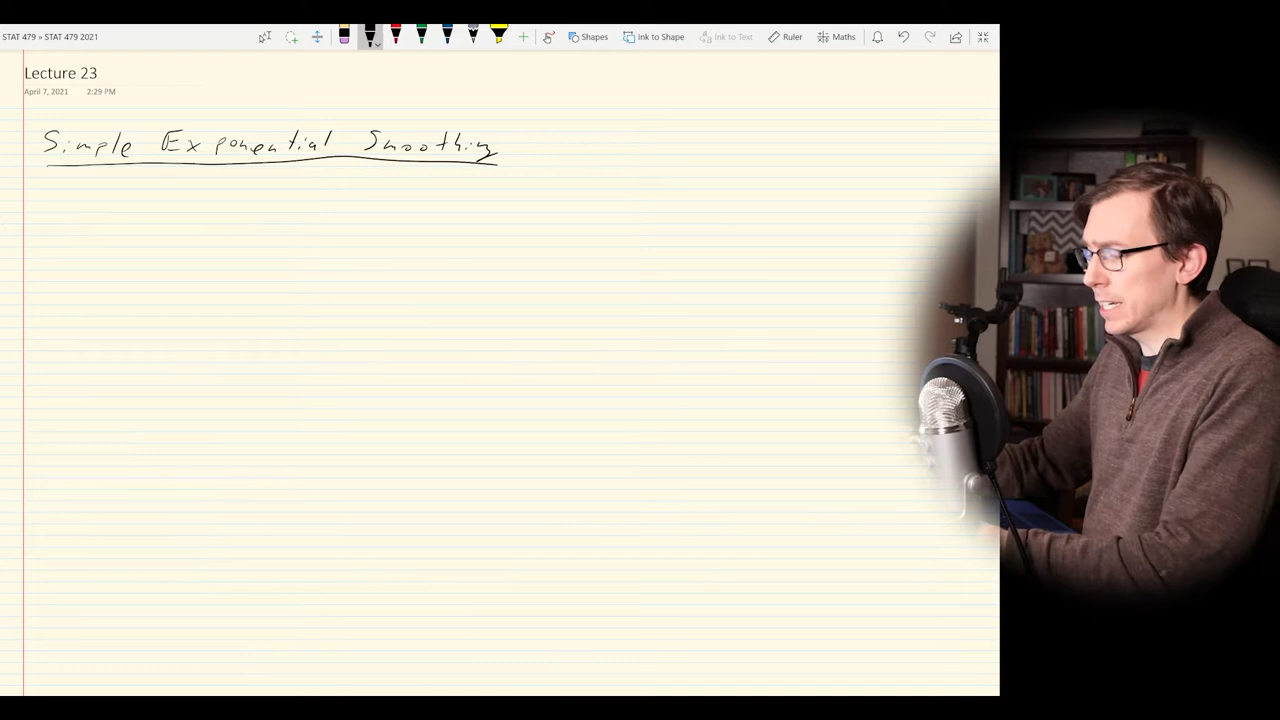 STAT 479 » STAT 479 2021
Shapes Ink to Shape Ink to Text Ruler Maths
Lecture 23
April 7, 2021 2:29 PM
Simple Exponential Smoothing